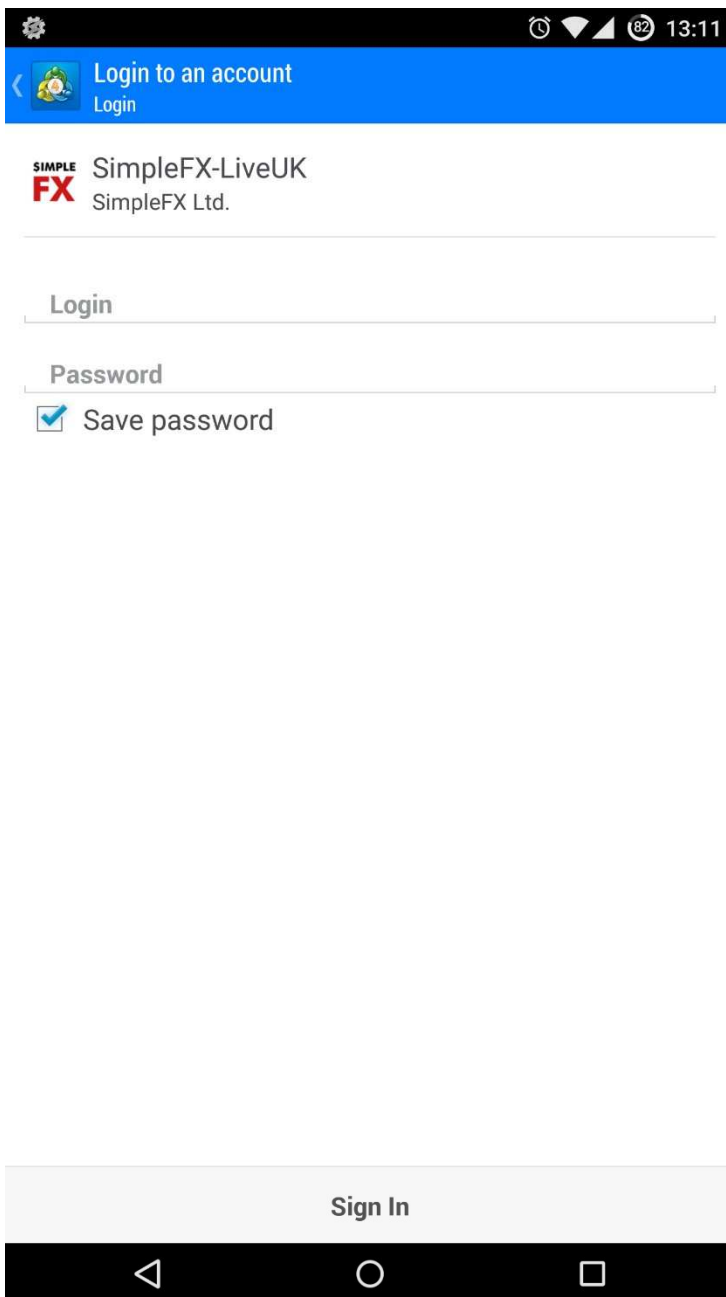 82 13:11
Login to an account
Login
SIMPLE
FX
SimpleFX-LiveUK
SimpleFX Ltd.
Login
Password
Save password
Sign In